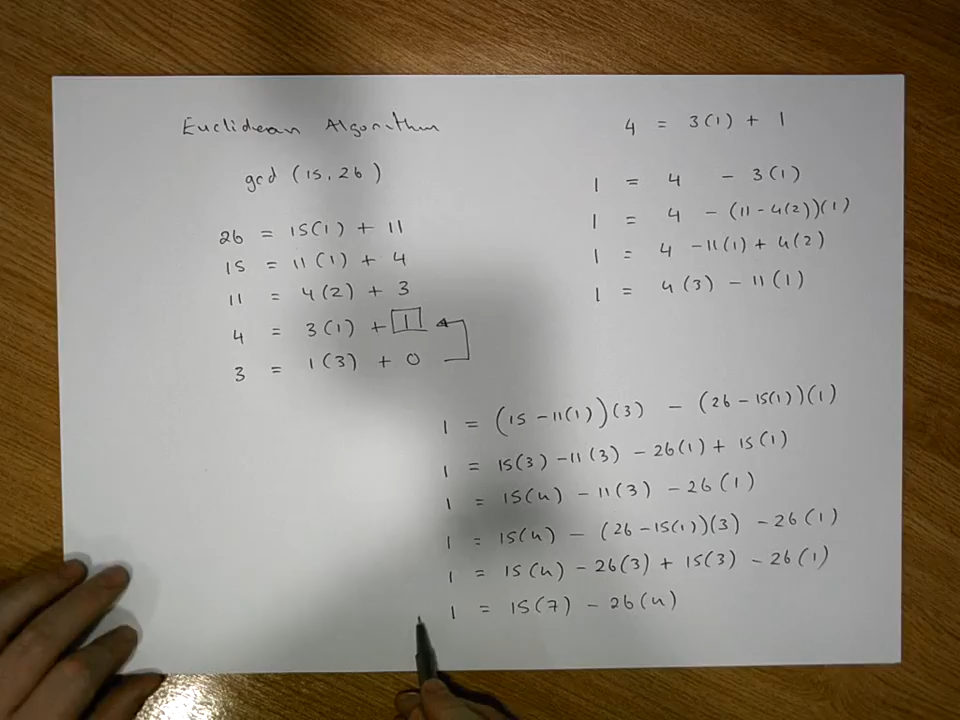 Euclidean Algorithm
gcd (15, 26)
26 = 15(1) + 11
15 = 11(1) + 4
11 = 4(2) + 3
4 = 3(1) + 1
3 = 1(3) + 0
4 = 3(1) + 1
1 = 4 - 3(1)
1 = 4 - (11-4(2))(1)
1 = 4 - 11(1) + 4(2)
1 = 4(3) - 11(1)
1 = (15 - 11(1))(3) - (26 - 15(1))(1)
1 = 15(3) - 11(3) - 26(1) + 15(1)
1 = 15(4) - 11(3) - 26(1)
1 = 15(4) - (26 - 15(1))(3) - 26(1)
1 = 15(4) - 26(3) + 15(3) - 26(1)
1 = 15(7) - 26(4)